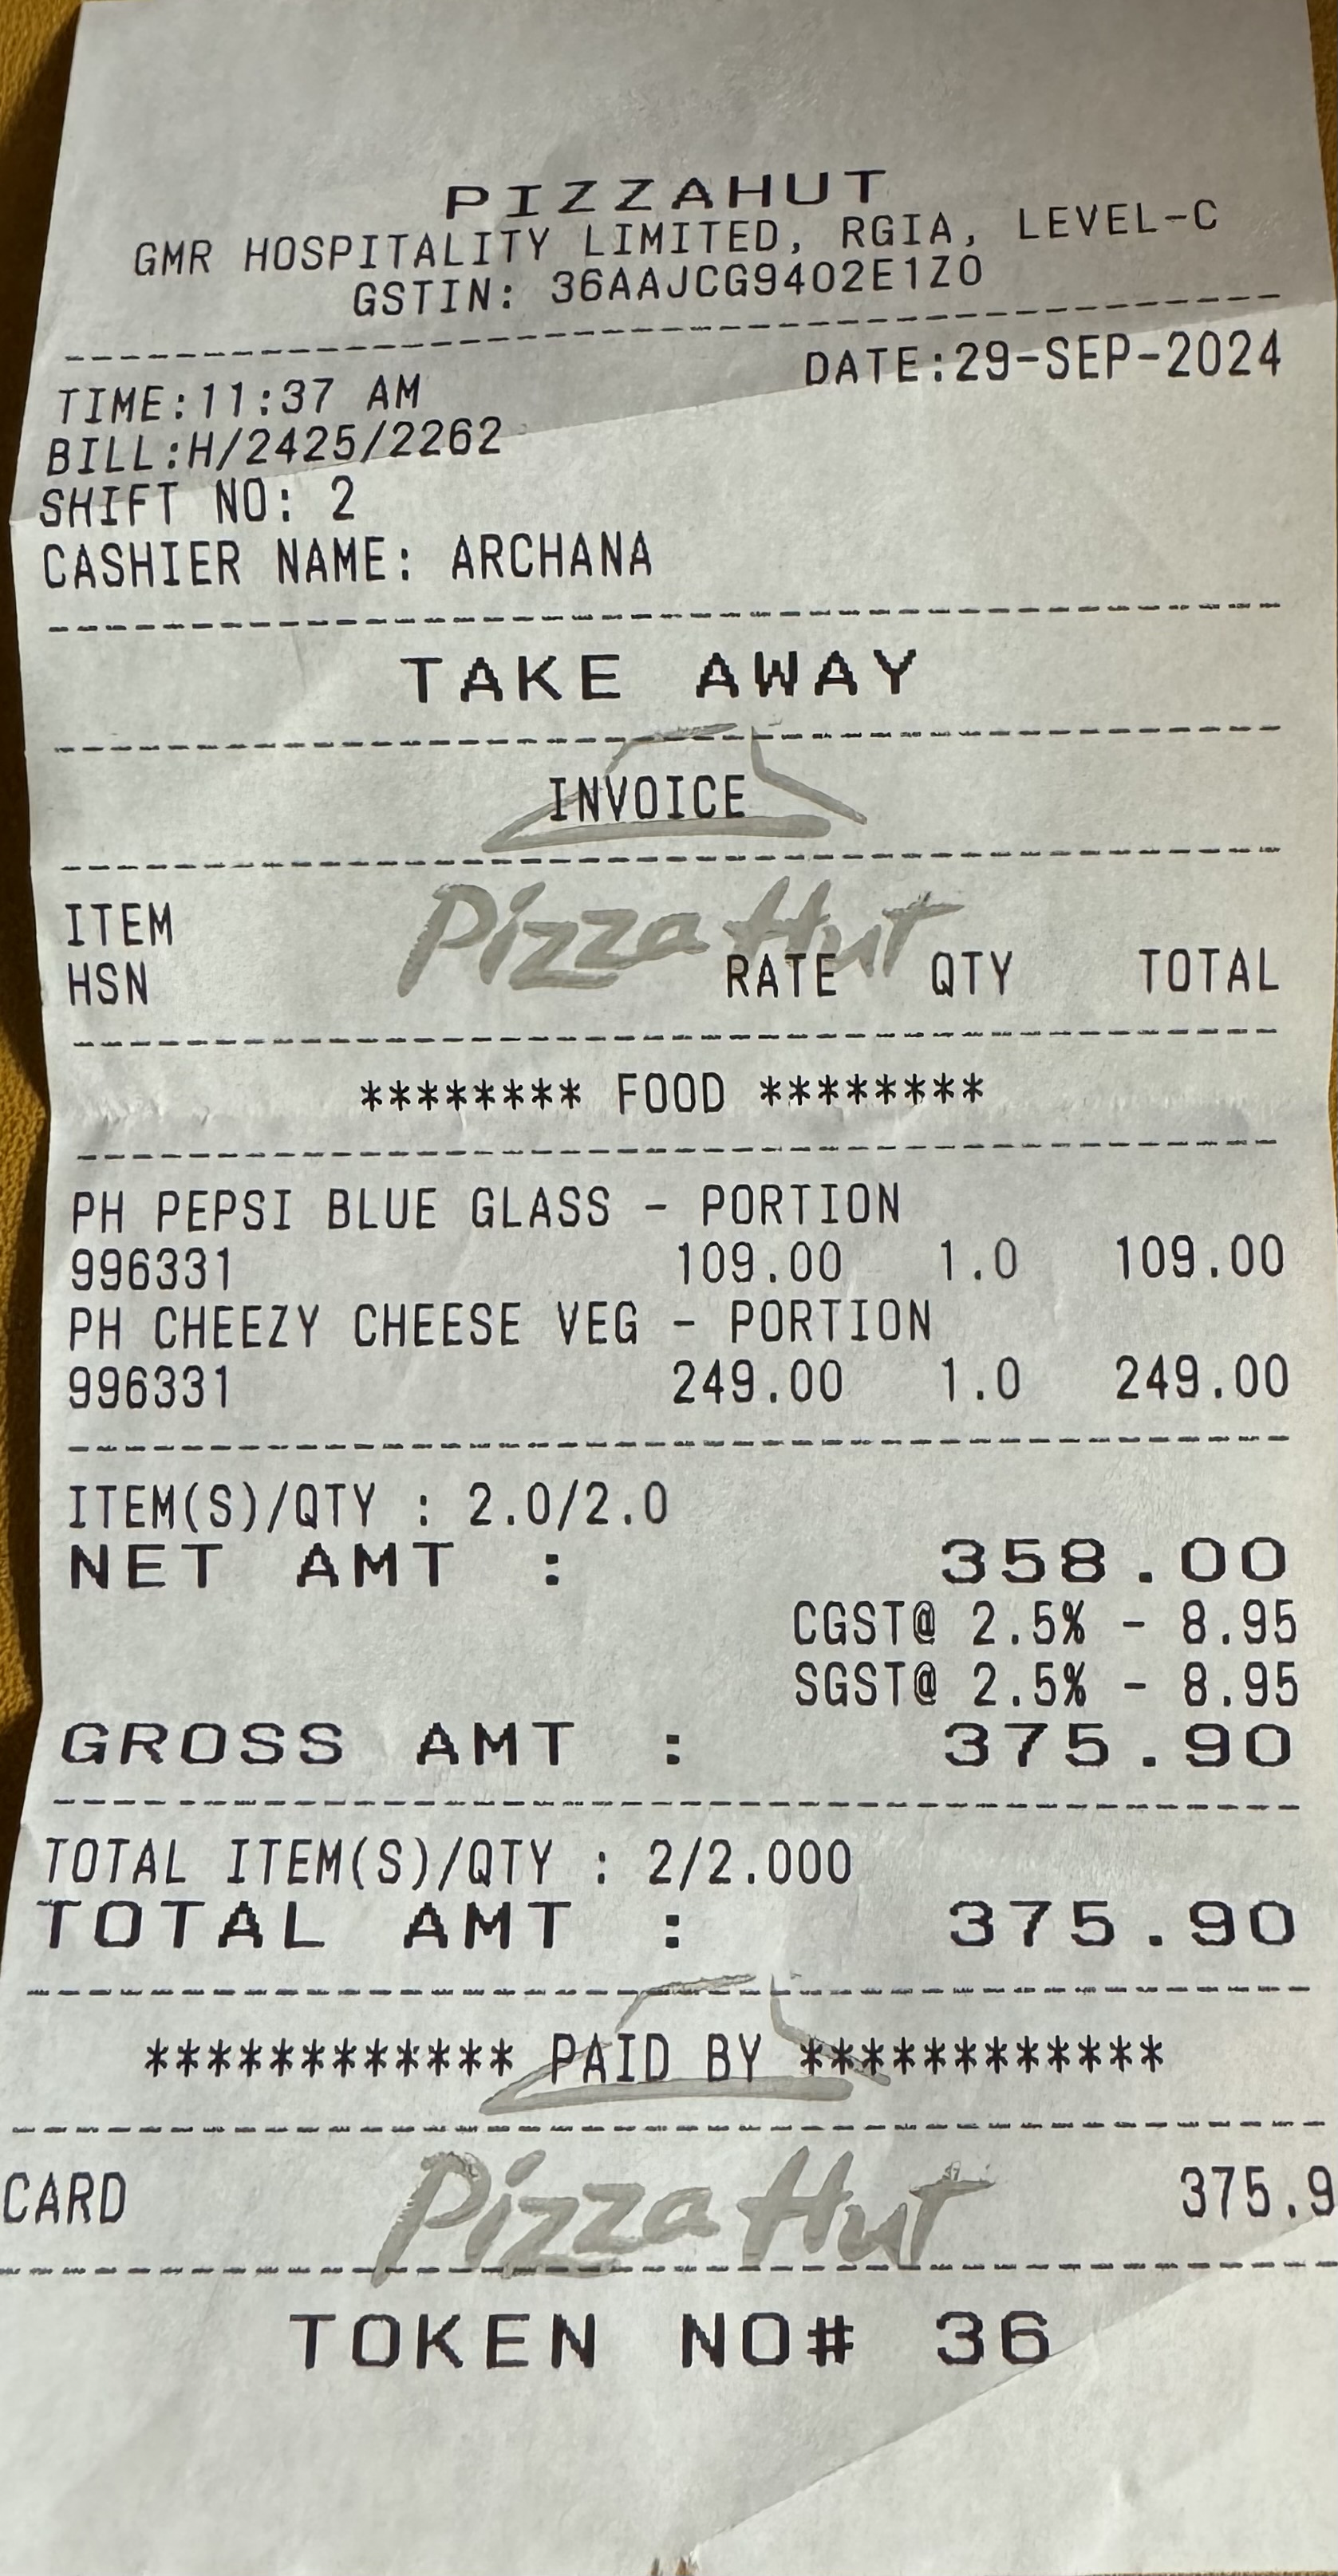 PIZZAHUT
GMR HOSPITALITY LIMITED, RGIA, LEVEL-C
GSTIN: 36AAJCG9402E1ZO
DATE:29-SEP-2024
TIME:11:37 AM
BILL:H/2425/2262
SHIFT NO: 2
CASHIER NAME: ARCHANA
TAKE AWAY
INVOICE
Pizza Hut
ITEM
HSN RATE QTY TOTAL
******** FOOD ********
PH PEPSI BLUE GLASS - PORTION
996331 109.00 1.0 109.00
PH CHEEZY CHEESE VEG - PORTION
996331 249.00 1.0 249.00
ITEM(S)/QTY : 2.0/2.0
NET AMT : 358.00
CGST@ 2.5% - 8.95
SGST@ 2.5% - 8.95
GROSS AMT : 375.90
TOTAL ITEM(S)/QTY : 2/2.000
TOTAL AMT : 375.90
************ PAID BY ************
Pizza Hut
CARD 375.9
TOKEN NO# 36